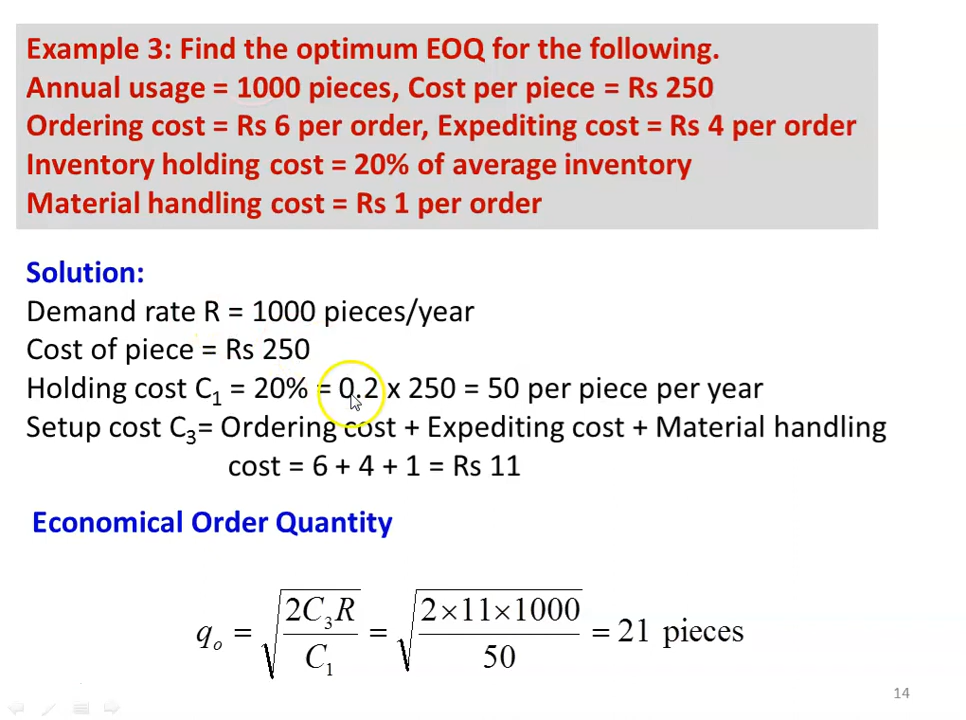 Example 3: Find the optimum EOQ for the following.
Annual usage = 1000 pieces, Cost per piece = Rs 250
Ordering cost = Rs 6 per order, Expediting cost = Rs 4 per order
Inventory holding cost = 20% of average inventory
Material handling cost = Rs 1 per order
Solution:
Demand rate R = 1000 pieces/year
Cost of piece = Rs 250
Holding cost C₁ = 20% = 0.2 x 250 = 50 per piece per year
Setup cost C₃= Ordering cost + Expediting cost + Material handling
cost = 6 + 4 + 1 = Rs 11
Economical Order Quantity
qₒ = √(2C₃R / C₁) = √(2×11×1000 / 50) = 21 pieces
14